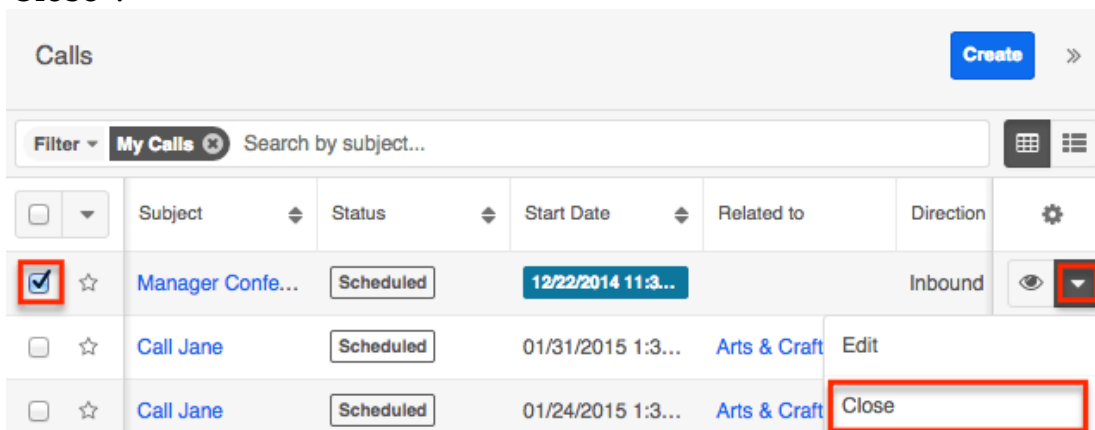 Calls Create »
Filter My Calls Search by subject...
Subject Status Start Date Related to Direction
Manager Confe... Scheduled 12/22/2014 11:3... Inbound
Call Jane Scheduled 01/31/2015 1:3... Arts & Craft Edit
Call Jane Scheduled 01/24/2015 1:3... Arts & Craft Close